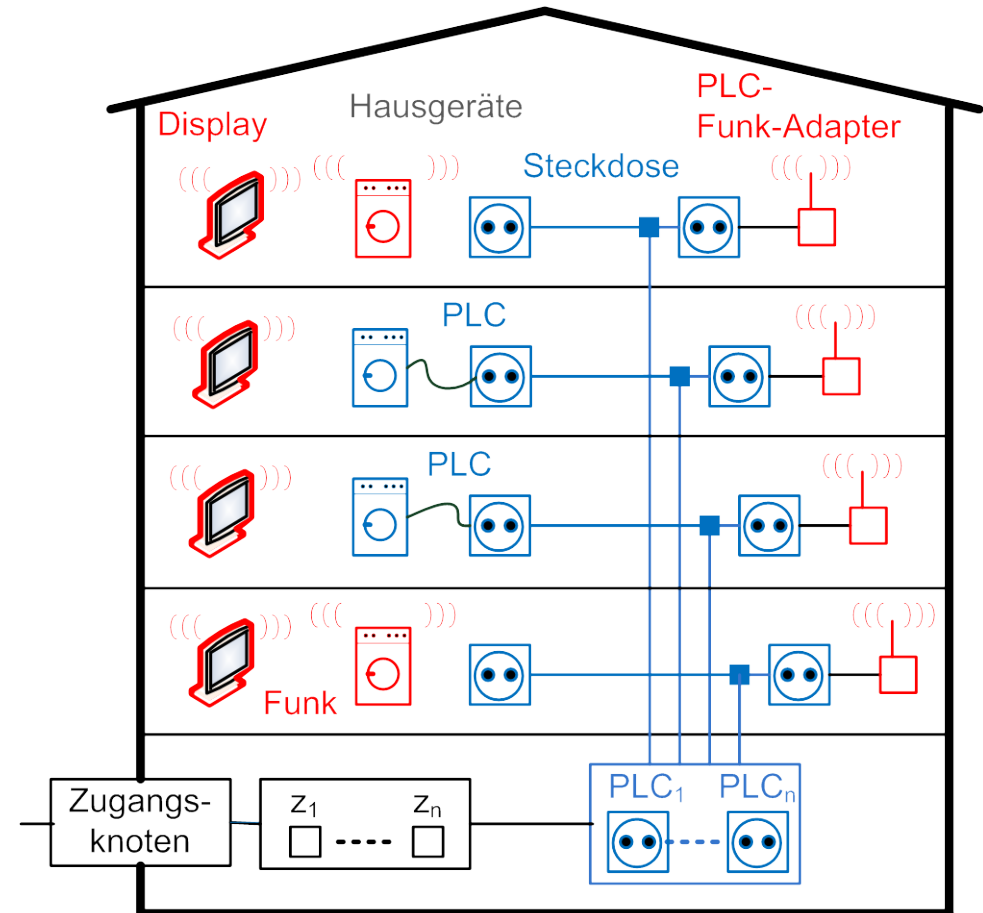 Display
Hausgeräte
PLC-
Funk-Adapter
Steckdose
PLC
PLC
Funk
Zugangs-
knoten
z1
zn
PLC1
PLCn